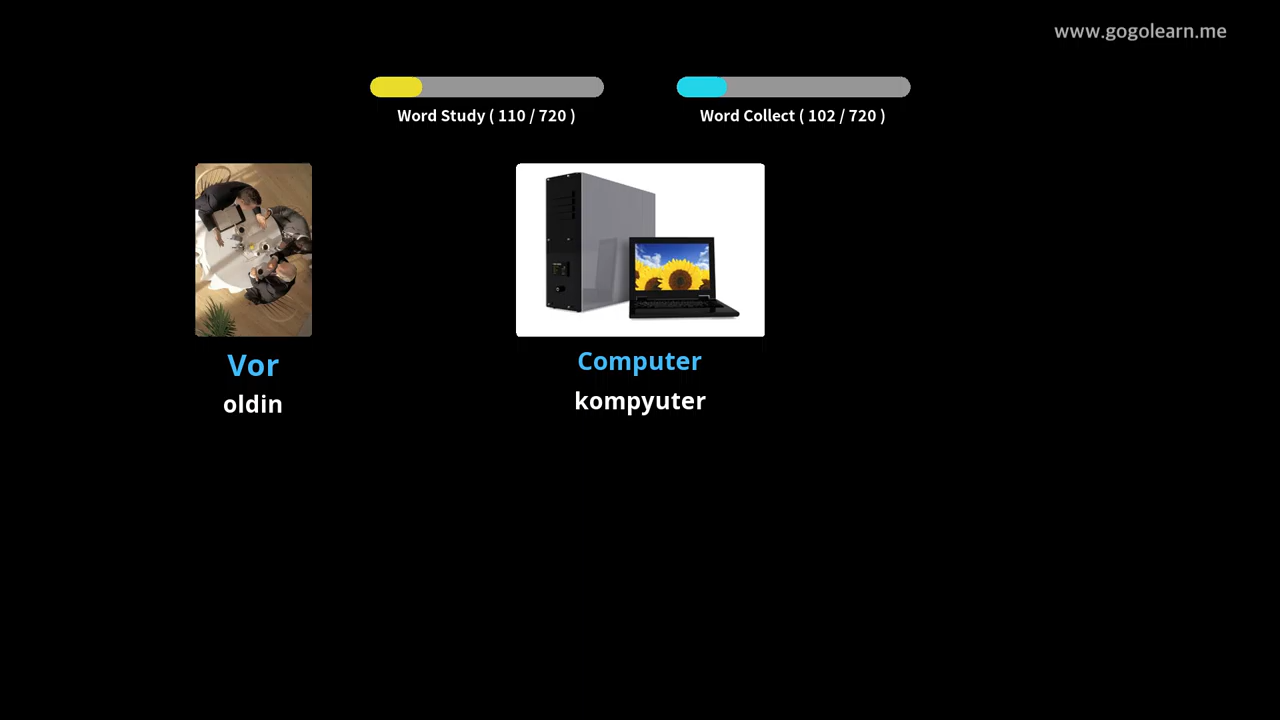 www.gogolearn.me
Word Study ( 110 / 720 )
Word Collect ( 102 / 720 )
Vor
oldin
Computer
kompyuter